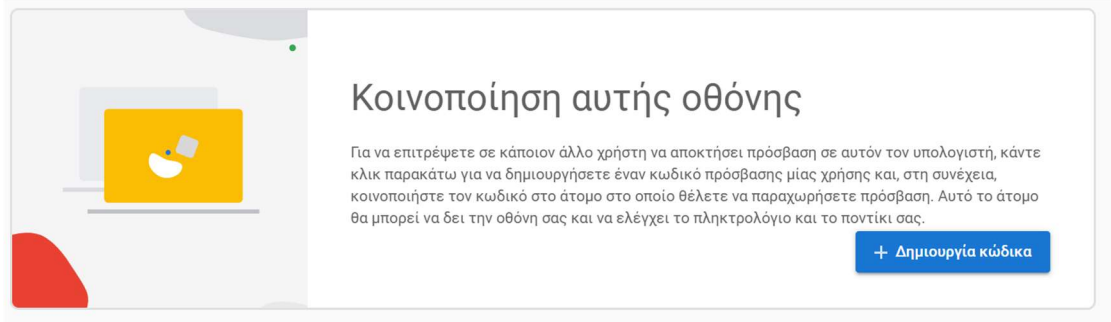 Κοινοποίηση αυτής οθόνης
Για να επιτρέψετε σε κάποιον άλλο χρήστη να αποκτήσει πρόσβαση σε αυτόν τον υπολογιστή, κάντε
κλικ παρακάτω για να δημιουργήσετε έναν κωδικό πρόσβασης μίας χρήσης και, στη συνέχεια,
κοινοποιήστε τον κωδικό στο άτομο στο οποίο θέλετε να παραχωρήσετε πρόσβαση. Αυτό το άτομο
θα μπορεί να δει την οθόνη σας και να ελέγχει το πληκτρολόγιο και το ποντίκι σας.
+ Δημιουργία κώδικα